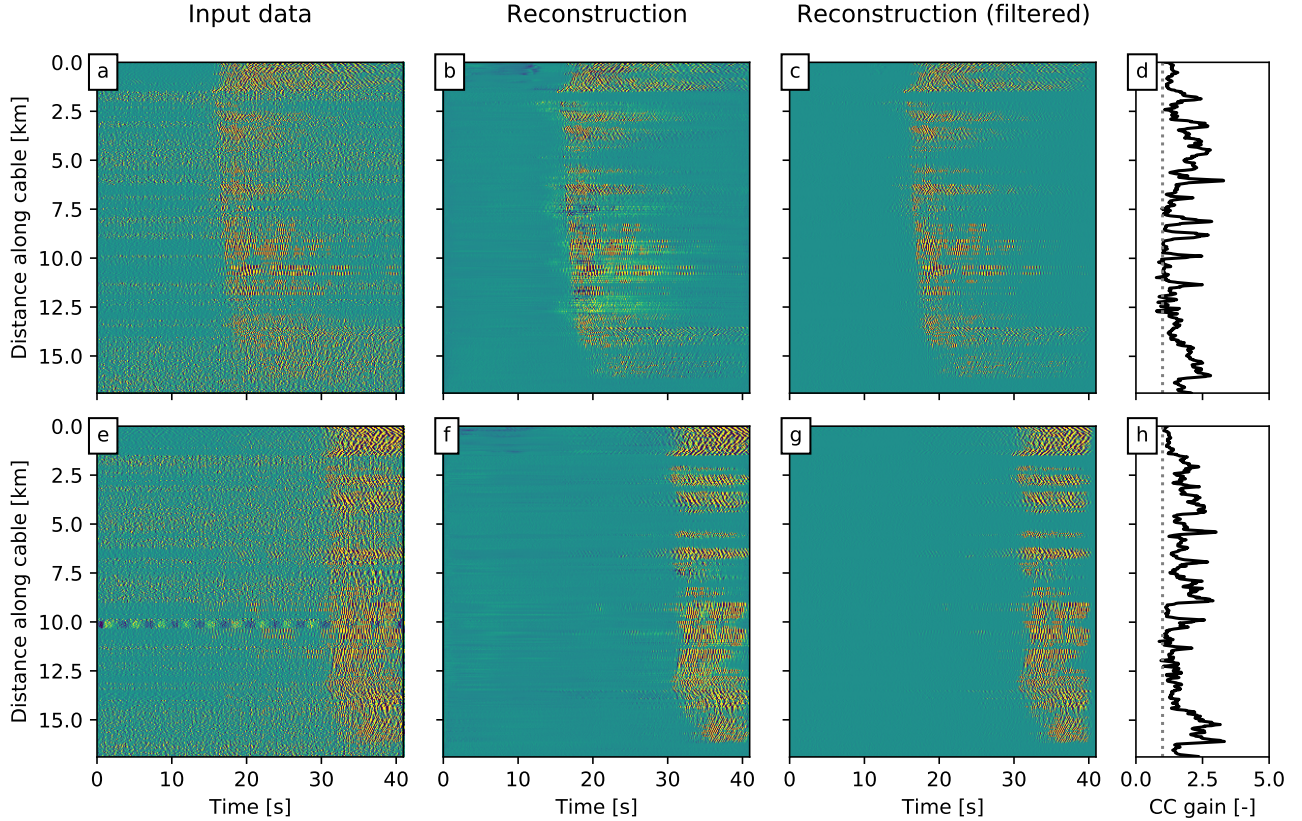 Input data
Reconstruction
Reconstruction (filtered)
a
b
c
d
Distance along cable [km]
0.0
2.5
5.0
7.5
10.0
12.5
15.0
e
f
g
h
Distance along cable [km]
0.0
2.5
5.0
7.5
10.0
12.5
15.0
0 10 20 30 40
0 10 20 30 40
0 10 20 30 40
0.0 2.5 5.0
Time [s]
Time [s]
Time [s]
CC gain [-]